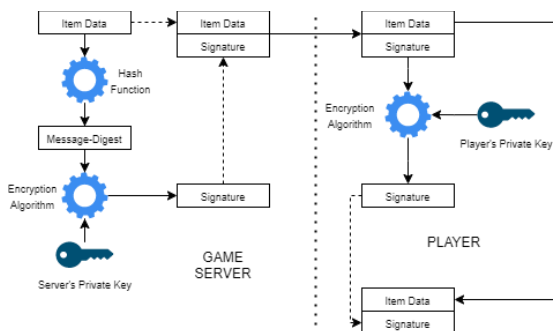 Item Data
Item Data
Signature
Item Data
Signature
Hash
Function
Message-Digest
Encryption
Algorithm
Server's Private Key
Signature
GAME
SERVER
Encryption
Algorithm
Player's Private Key
Signature
PLAYER
Item Data
Signature